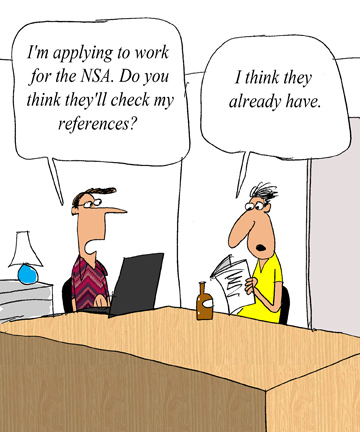 I'm applying to work
for the NSA. Do you
think they'll check my
references?
I think they
already have.